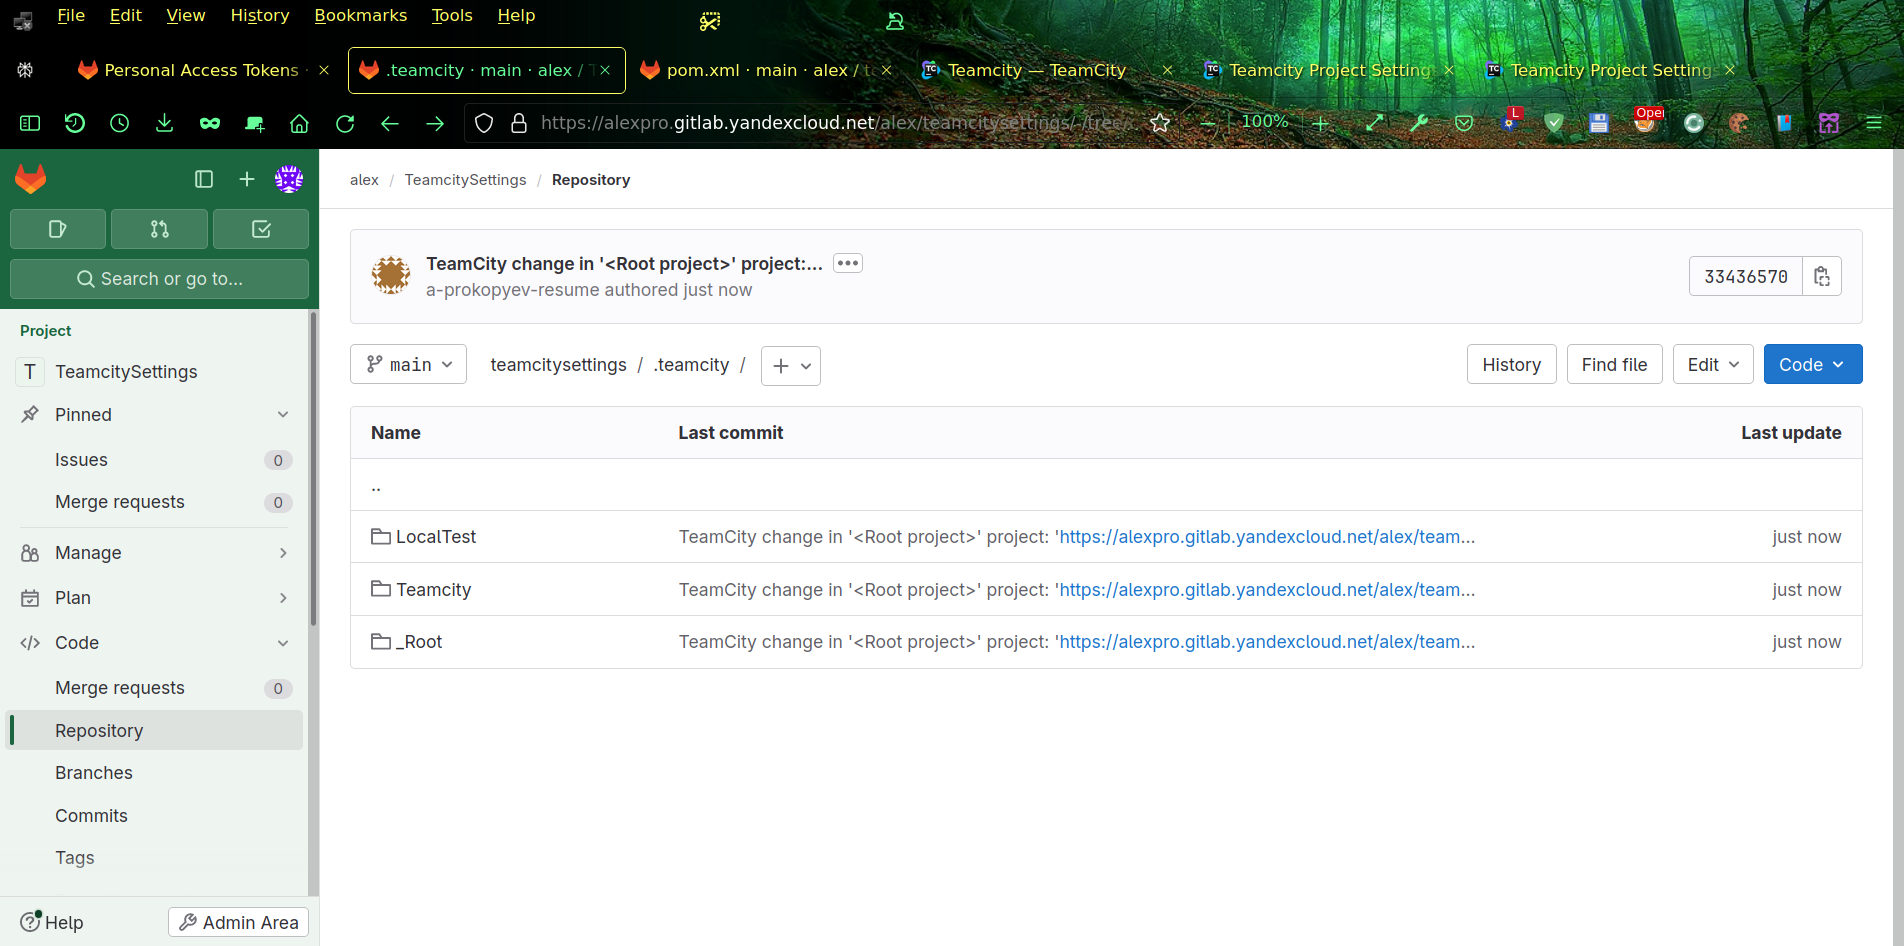 File Edit View History Bookmarks Tools Help
Personal Access Tokens ·
.teamcity · main · alex / T
pom.xml · main · alex / te
Teamcity — TeamCity
Teamcity Project Setting
Teamcity Project Settings
https://alexpro.gitlab.yandexcloud.net/alex/teamcitysettings/-/tree/
100%
L
Oper
alex / TeamcitySettings / Repository
Search or go to...
TeamCity change in '<Root project>' project:...
a-prokopyev-resume authored just now
33436570
Project
T TeamcitySettings
Pinned
Issues 0
Merge requests 0
Manage
Plan
Code
Merge requests 0
Repository
Branches
Commits
Tags
Help
Admin Area
main
teamcitysettings / .teamcity /
History
Find file
Edit
Code
Name Last commit Last update
..
LocalTest TeamCity change in '<Root project>' project: 'https://alexpro.gitlab.yandexcloud.net/alex/team... just now
Teamcity TeamCity change in '<Root project>' project: 'https://alexpro.gitlab.yandexcloud.net/alex/team... just now
_Root TeamCity change in '<Root project>' project: 'https://alexpro.gitlab.yandexcloud.net/alex/team... just now